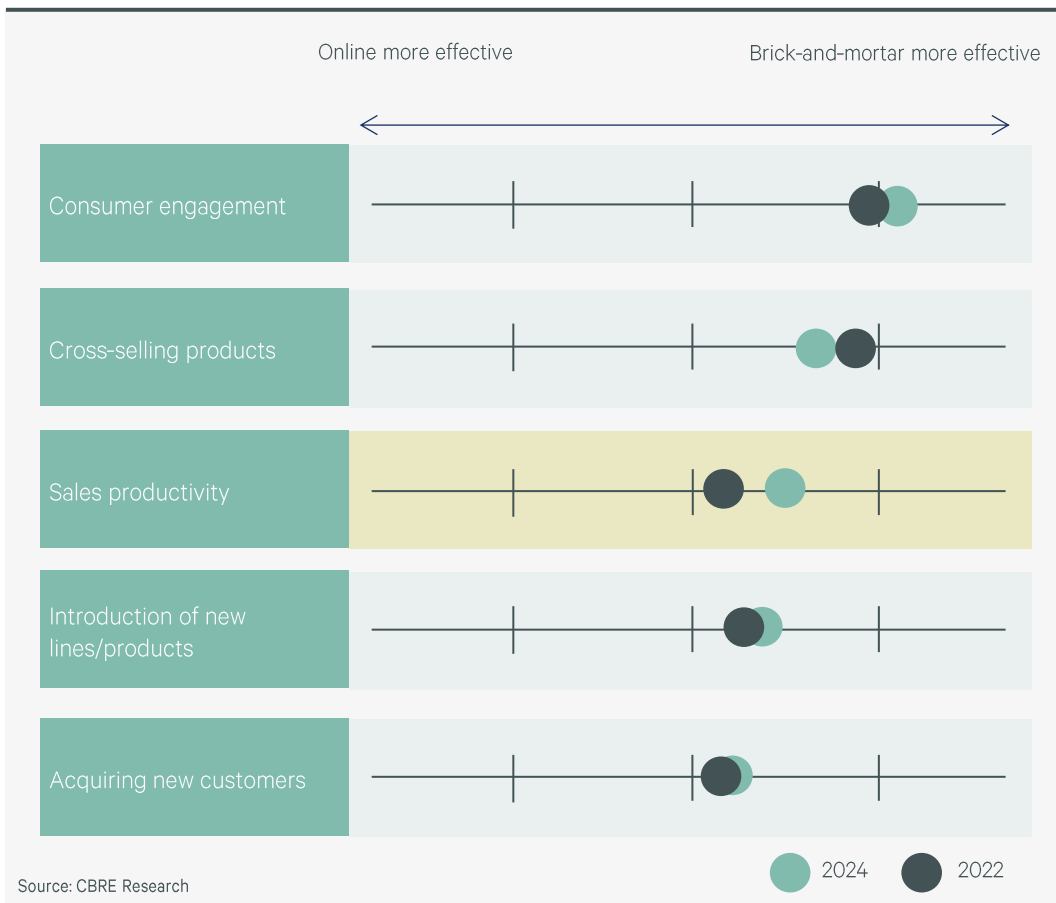 Online more effective
Brick-and-mortar more effective
Consumer engagement
Cross-selling products
Sales productivity
Introduction of new
lines/products
Acquiring new customers
2024
2022
Source: CBRE Research